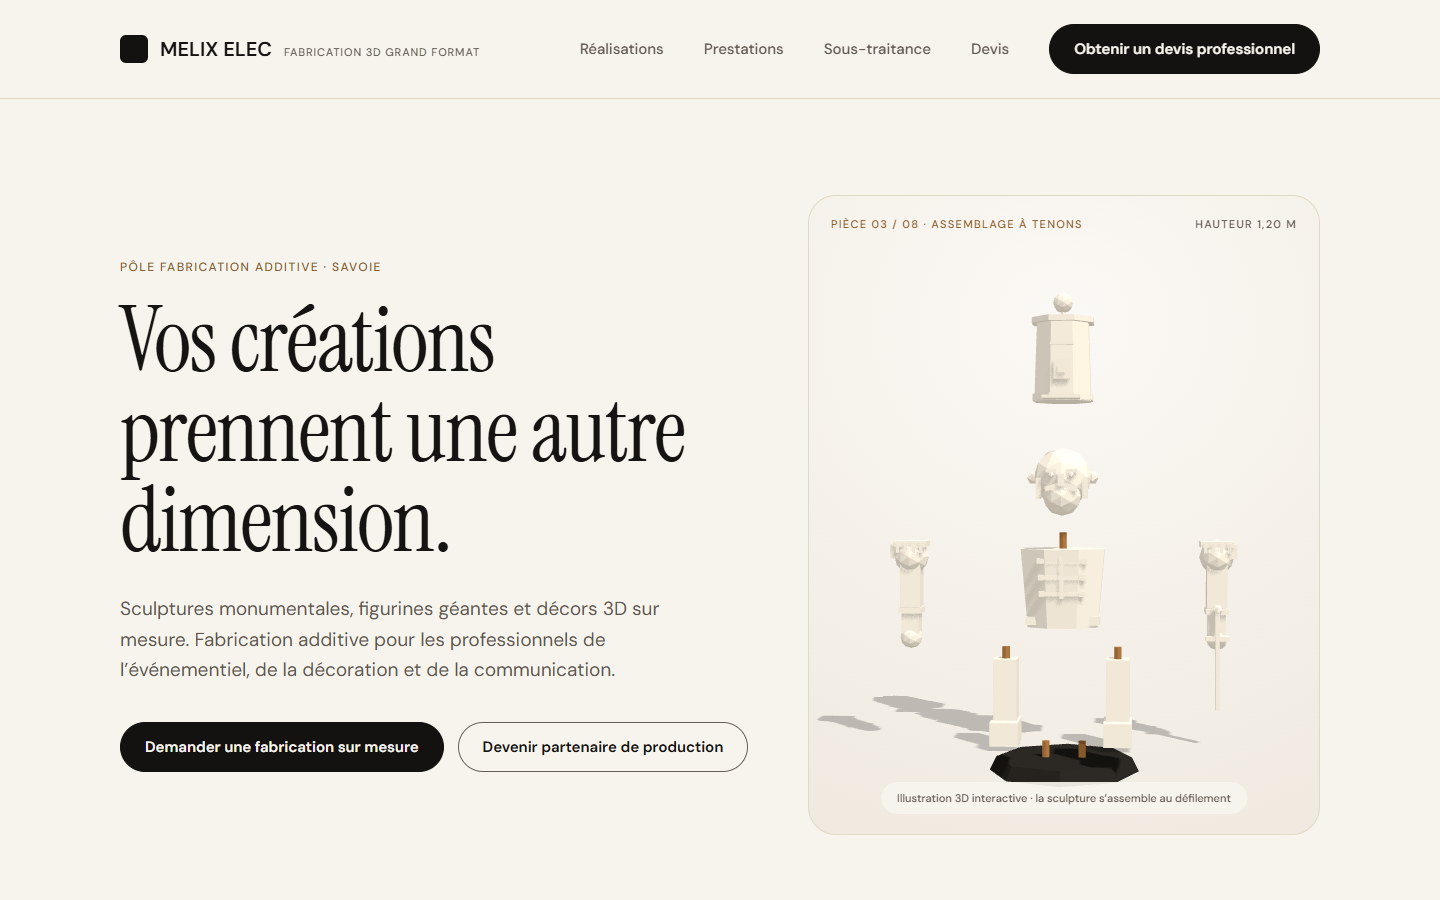 MELIX ELEC FABRICATION 3D GRAND FORMAT
Réalisations
Prestations
Sous-traitance
Devis
Obtenir un devis professionnel
PÔLE FABRICATION ADDITIVE · SAVOIE
Vos créations
prennent une autre
dimension.
Sculptures monumentales, figurines géantes et décors 3D sur
mesure. Fabrication additive pour les professionnels de
l’événementiel, de la décoration et de la communication.
Demander une fabrication sur mesure
Devenir partenaire de production
PIÈCE 03 / 08 · ASSEMBLAGE À TENONS
HAUTEUR 1,20 M
Illustration 3D interactive · la sculpture s’assemble au défilement